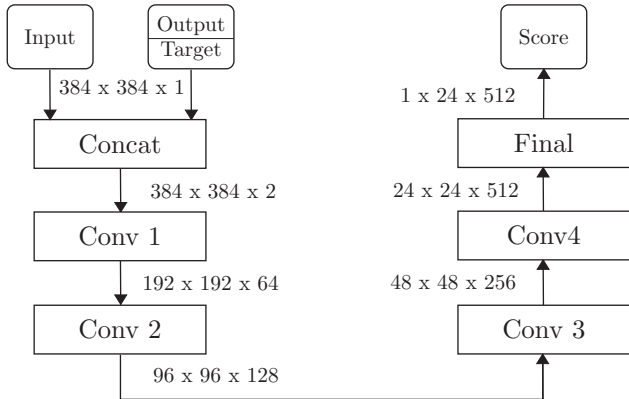 Input
Output
Target
384 x 384 x 1
Concat
384 x 384 x 2
Conv 1
192 x 192 x 64
Conv 2
96 x 96 x 128
Score
1 x 24 x 512
Final
24 x 24 x 512
Conv4
48 x 48 x 256
Conv 3